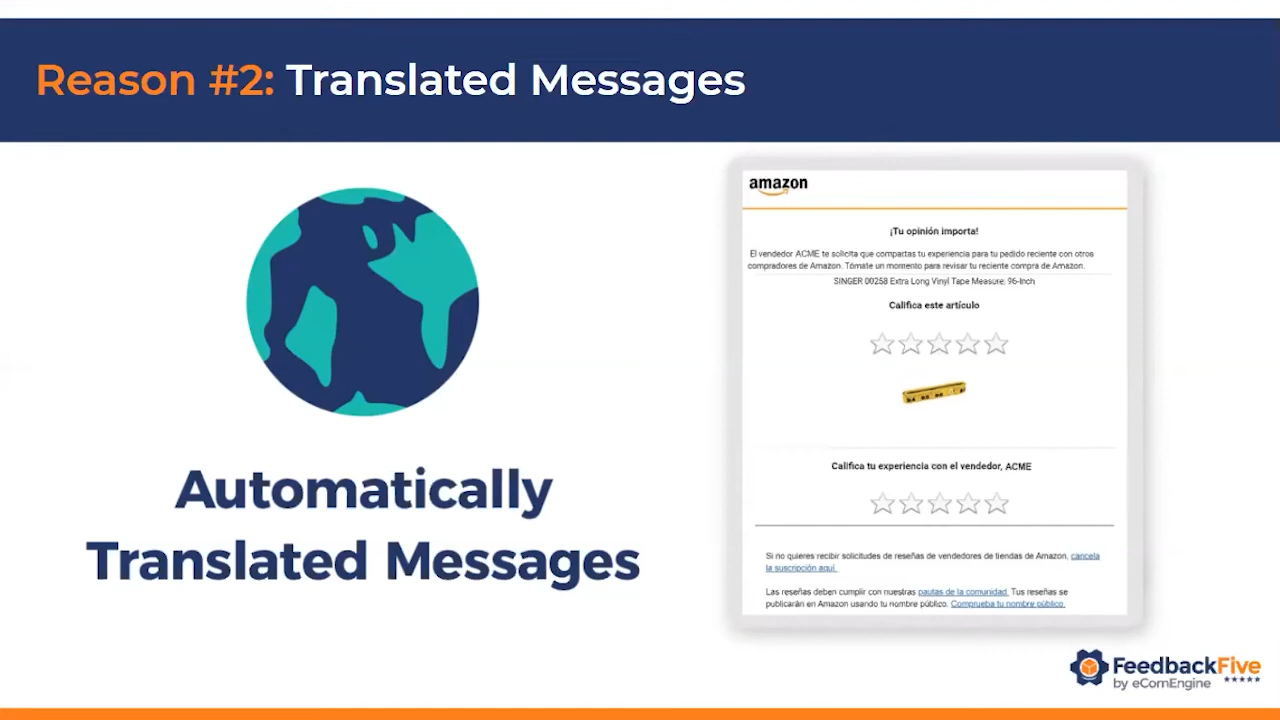 Reason #2: Translated Messages
Automatically
Translated Messages
amazon
¡Tu opinión importa!
El vendedor ACME te solicita que compartas tu experiencia para tu pedido reciente con otros
compradores de Amazon. Tómate un momento para revisar tu reciente compra de Amazon.
SINGER 00258 Extra Long Vinyl Tape Measure; 96-Inch
Califica este artículo
Califica tu experiencia con el vendedor, ACME
Si no quieres recibir solicitudes de reseñas de vendedores de tiendas de Amazon, cancela
la suscripción aquí.
Las reseñas deben cumplir con nuestras pautas de la comunidad. Tus reseñas se
publicarán en Amazon usando tu nombre público. Comprueba tu nombre público.
FeedbackFive
by eComEngine